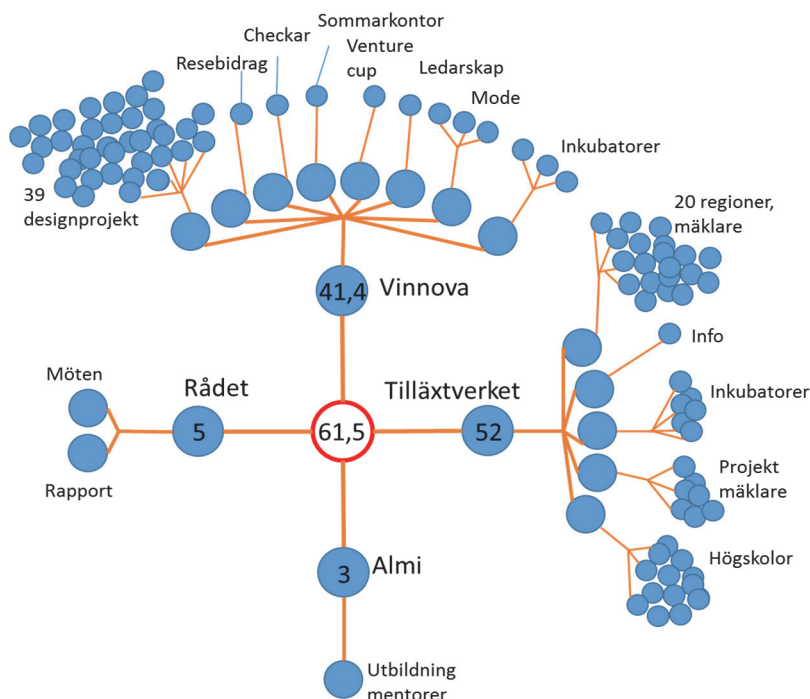 Sommarkontor
Checkar
Venture
cup
Resebidrag
Ledarskap
Mode
Inkubatorer
39
designprojekt
20 regioner,
mäklare
41,4
Vinnova
Info
Möten
Rådet
Tilläxtverket
Inkubatorer
5
61,5
52
Rapport
Projekt
mäklare
Högskolor
3
Almi
Utbildning
mentorer